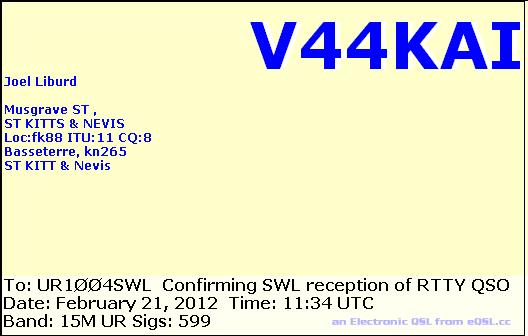 V44KAI
Joel Liburd
Musgrave ST ,
ST KITTS & NEVIS
Loc:fk88 ITU:11 CQ:8
Basseterre, kn265
ST KITT & Nevis
To: UR1ØØ4SWL Confirming SWL reception of RTTY QSO
Date: February 21, 2012 Time: 11:34 UTC
Band: 15M UR Sigs: 599
an Electronic QSL from eQSL.cc